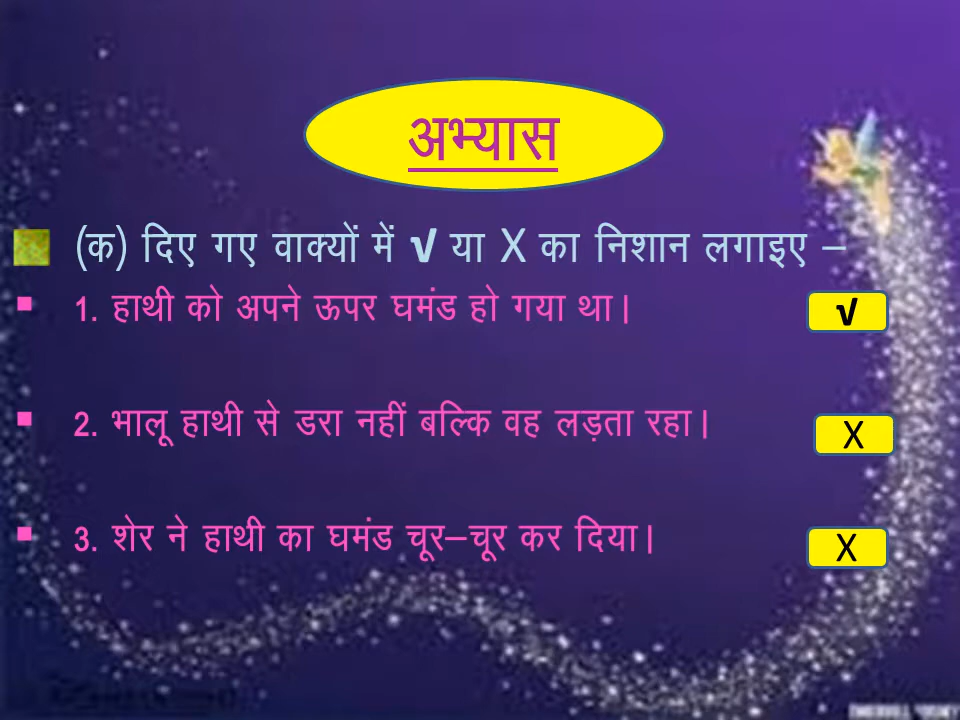 अभ्यास
(क) दिए गए वाक्यों में √ या X का निशान लगाइए –
1. हाथी को अपने ऊपर घमंड हो गया था। √
2. भालू हाथी से डरा नहीं बल्कि वह लड़ता रहा। X
3. शेर ने हाथी का घमंड चूर–चूर कर दिया। X